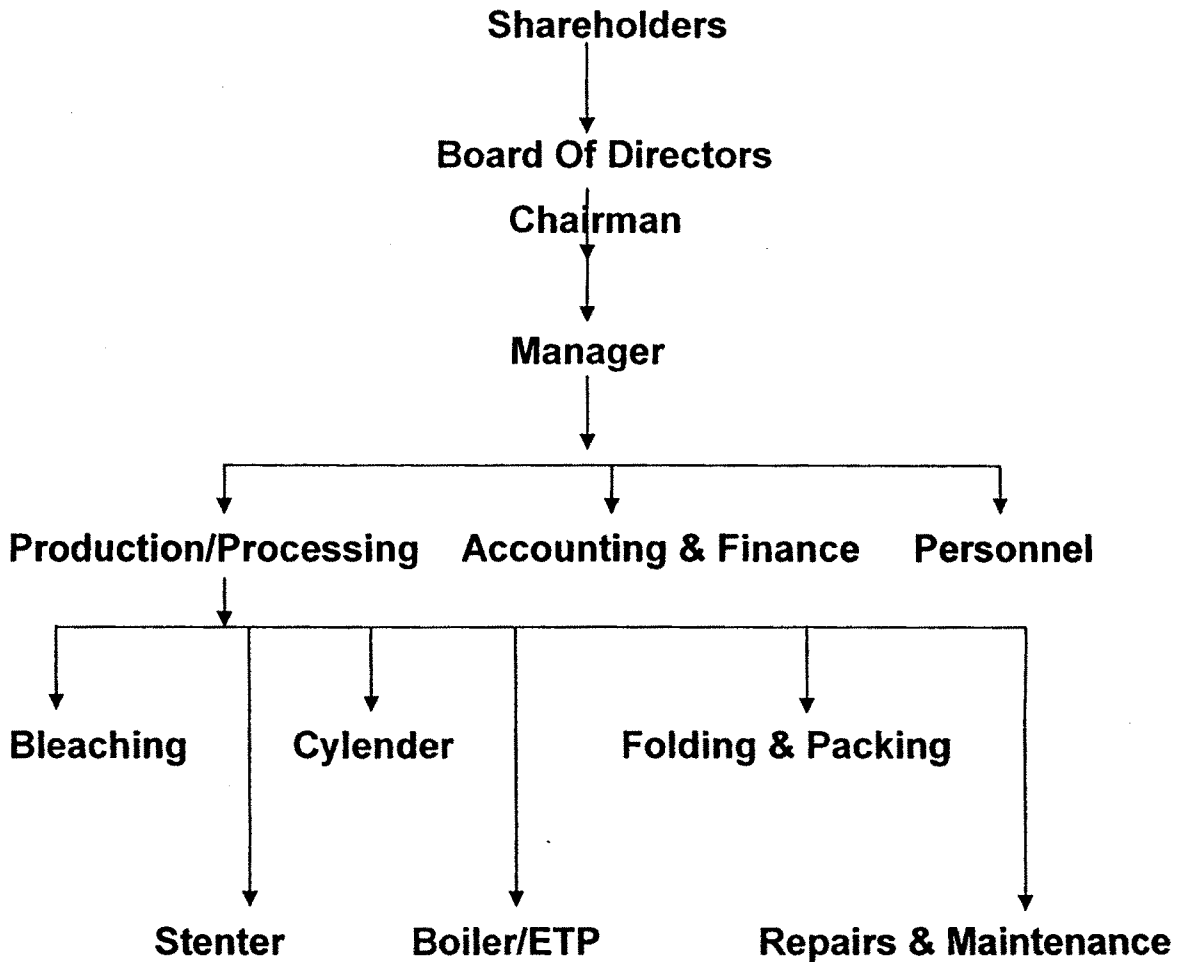 Shareholders
Board Of Directors
Chairman
Manager
Production/Processing Accounting & Finance Personnel
Bleaching Cylender Folding & Packing
Stenter Boiler/ETP Repairs & Maintenance